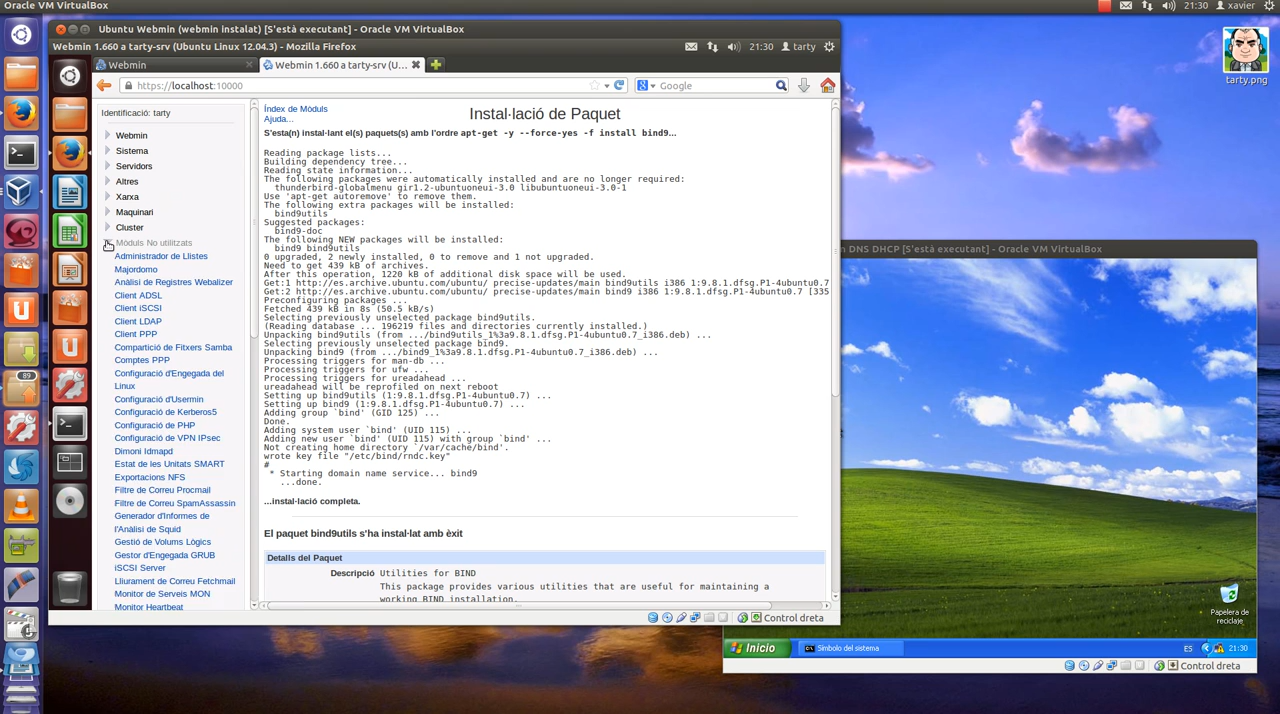 Oracle VM VirtualBox
21:30
xavier
tarty.png
Ubuntu Webmin (webmin instalat) [S'està executant] - Oracle VM VirtualBox
Webmin 1.660 a tarty-srv (Ubuntu Linux 12.04.3) - Mozilla Firefox
21:30
tarty
Webmin
Webmin 1.660 a tarty-srv (U...
https://localhost:10000
Google
Identificació: tarty
Webmin
Sistema
Servidors
Altres
Xarxa
Maquinari
Cluster
Mòduls No utilitzats
Administrador de Llistes
Majordomo
Anàlisi de Registres Webalizer
Client ADSL
Client iSCSI
Client LDAP
Client PPP
Compartició de Fitxers Samba
Comptes PPP
Configuració d'Engegada del
Linux
Configuració d'Usermin
Configuració de Kerberos5
Configuració de PHP
Configuració de VPN IPsec
Dimoni Idmapd
Estat de les Unitats SMART
Exportacions NFS
Filtre de Correu Procmail
Filtre de Correu SpamAssassin
Generador d'Informes de
l'Anàlisi de Squid
Gestió de Volums Lògics
Gestor d'Engegada GRUB
iSCSI Server
Lliurament de Correu Fetchmail
Monitor de Serveis MON
Monitor Heartbeat
Índex de Mòduls
Ajuda...
Instal·lació de Paquet
S'esta(n) instal·lant el(s) paquets(s) amb l'ordre apt-get -y --force-yes -f install bind9...
Reading package lists...
Building dependency tree...
Reading state information...
The following packages were automatically installed and are no longer required:
thunderbird-globalmenu gir1.2-ubuntuoneui-3.0 libubuntuoneui-3.0-1
Use 'apt-get autoremove' to remove them.
The following extra packages will be installed:
bind9utils
Suggested packages:
bind9-doc
The following NEW packages will be installed:
bind9 bind9utils
0 upgraded, 2 newly installed, 0 to remove and 1 not upgraded.
Need to get 439 kB of archives.
After this operation, 1220 kB of additional disk space will be used.
Get:1 http://es.archive.ubuntu.com/ubuntu/ precise-updates/main bind9utils i386 1:9.8.1.dfsg.P1-4ubuntu0.7
Get:2 http://es.archive.ubuntu.com/ubuntu/ precise-updates/main bind9 i386 1:9.8.1.dfsg.P1-4ubuntu0.7 [335
Preconfiguring packages ...
Fetched 439 kB in 8s (50.5 kB/s)
Selecting previously unselected package bind9utils.
(Reading database ... 196219 files and directories currently installed.)
Unpacking bind9utils (from .../bind9utils_1%3a9.8.1.dfsg.P1-4ubuntu0.7_i386.deb) ...
Selecting previously unselected package bind9.
Unpacking bind9 (from .../bind9_1%3a9.8.1.dfsg.P1-4ubuntu0.7_i386.deb) ...
Processing triggers for man-db ...
Processing triggers for ufw ...
Processing triggers for ureadahead ...
ureadahead will be reprofiled on next reboot
Setting up bind9utils (1:9.8.1.dfsg.P1-4ubuntu0.7) ...
Setting up bind9 (1:9.8.1.dfsg.P1-4ubuntu0.7) ...
Adding group `bind' (GID 125) ...
Done.
Adding system user `bind' (UID 115) ...
Adding new user `bind' (UID 115) with group `bind' ...
Not creating home directory `/var/cache/bind'.
wrote key file "/etc/bind/rndc.key"
#
* Starting domain name service... bind9
...done.
...instal·lació completa.
El paquet bind9utils s'ha instal·lat amb èxit
Detalls del Paquet
Descripció Utilities for BIND
This package provides various utilities that are useful for maintaining a
working BIND installation.
Control dreta
89
n DNS DHCP [S'està executant] - Oracle VM VirtualBox
Papelera de
reciclaje
Inicio
Símbolo del sistema
ES
21:30
Control dreta